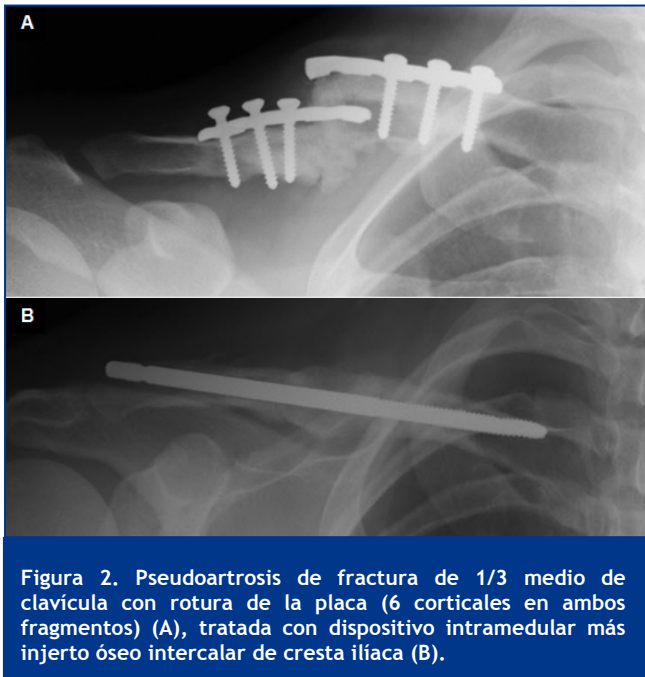 A
B
Figura 2. Pseudoartrosis de fractura de 1/3 medio de
clavícula con rotura de la placa (6 corticales en ambos
fragmentos) (A), tratada con dispositivo intramedular más
injerto óseo intercalar de cresta ilíaca (B).